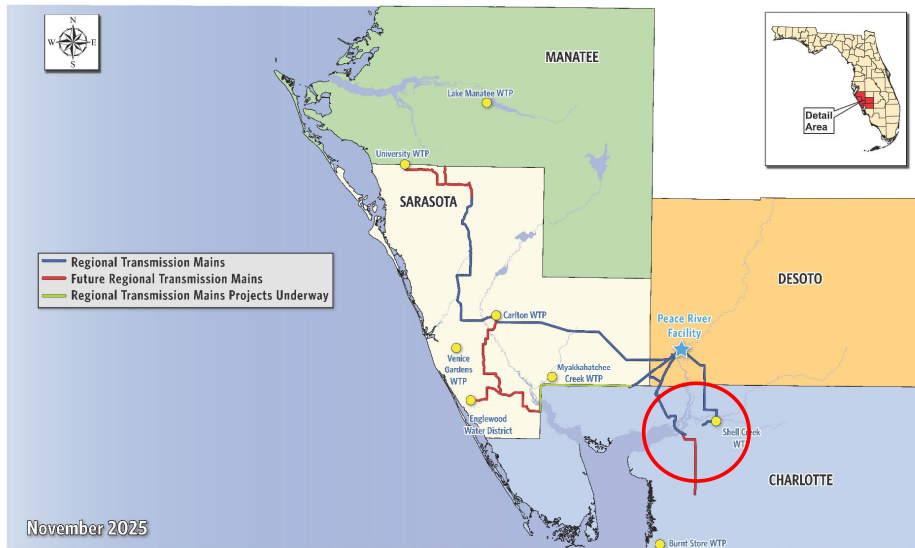 N
W E
S
MANATEE
Lake Manatee WTP
Detail
Area
University WTP
SARASOTA
Regional Transmission Mains
Future Regional Transmission Mains
Regional Transmission Mains Projects Underway
DESOTO
Carlton WTP
Peace River
Facility
Venice
Gardens
WTP
Myakkahatchee
Creek WTP
Englewood
Water District
Shell Creek
WTP
CHARLOTTE
November 2025
Burnt Store WTP